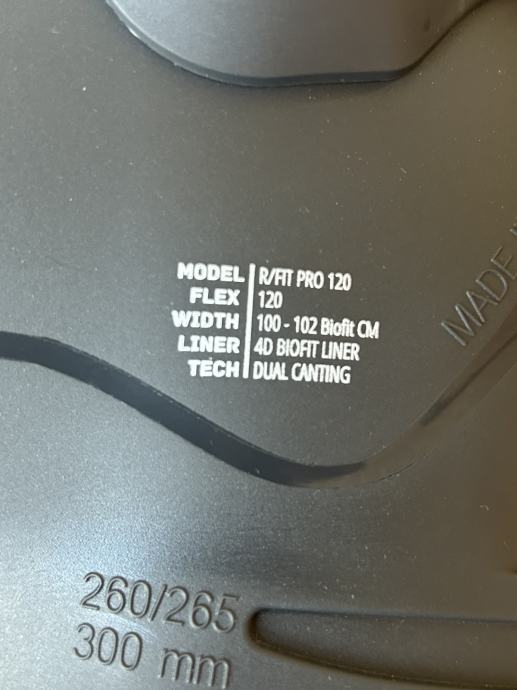 MODEL R/FIT PRO 120
FLEX 120
WIDTH 100 - 102 Biofit CM
LINER 4D BIOFIT LINER
TECH DUAL CANTING
MADE
260/265
300 mm